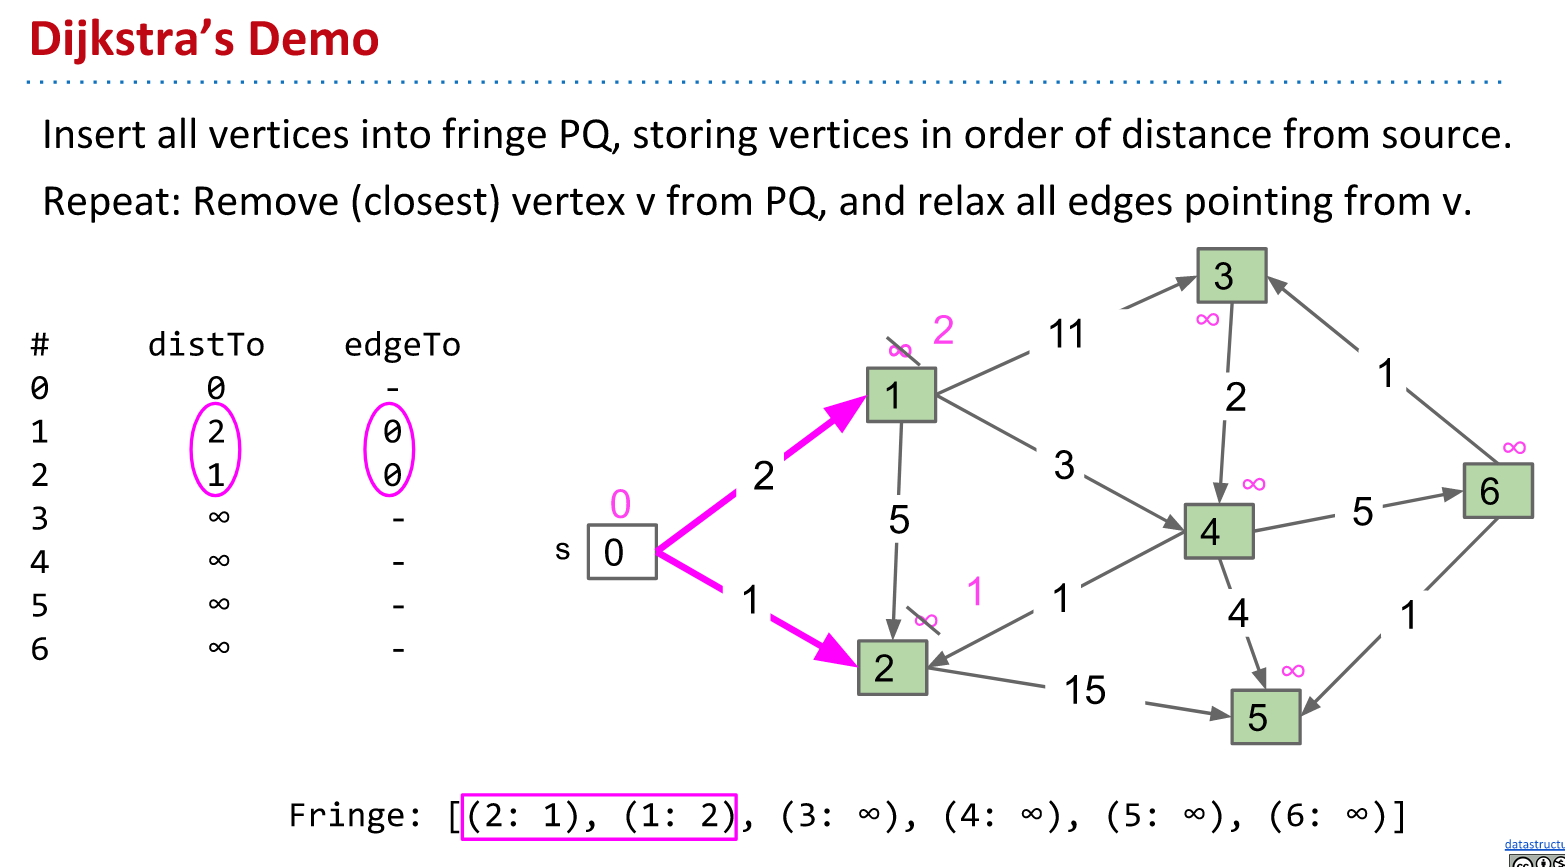 Dijkstra's Demo
Insert all vertices into fringe PQ, storing vertices in order of distance from source.
Repeat: Remove (closest) vertex v from PQ, and relax all edges pointing from v.
# distTo edgeTo
0 0 -
1 2 0
2 1 0
3 ∞ -
4 ∞ -
5 ∞ -
6 ∞ -
3
∞
∞ 2
11
1
1
2
2
3
∞
∞
6
0
5
5
4
s 0
1
∞ 1
1
4
1
2
15
∞
5
Fringe: [(2: 1), (1: 2), (3: ∞), (4: ∞), (5: ∞), (6: ∞)]